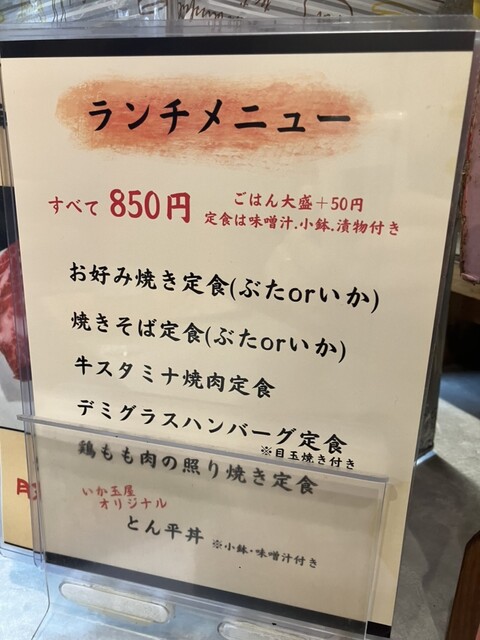 ランチメニュー
すべて 850円
ごはん大盛＋50円
定食は味噌汁.小鉢.漬物付き
お好み焼き定食(ぶたorいか)
焼きそば定食(ぶたorいか)
牛スタミナ焼肉定食
デミグラスハンバーグ定食
※目玉焼き付き
鶏もも肉の照り焼き定食
いか玉屋
オリジナル
とん平丼 ※小鉢・味噌汁付き